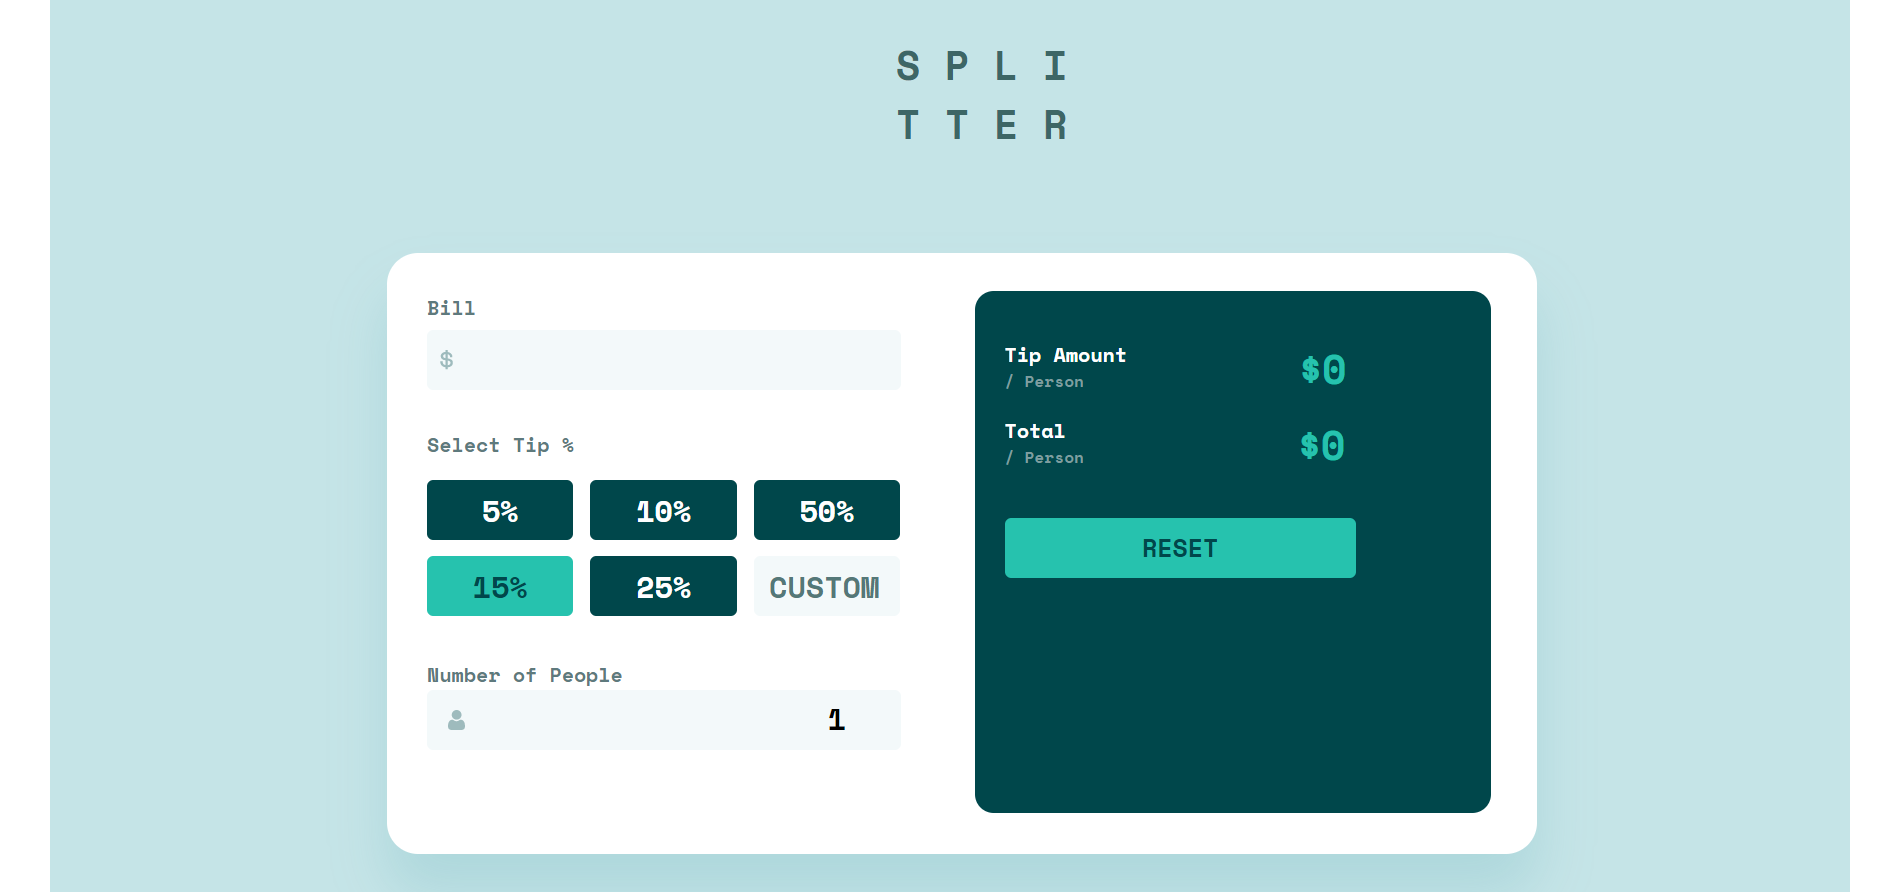 S P L I
T T E R
Bill
$
Select Tip %
5% 10% 50%
15% 25% CUSTOM
Number of People
1
Tip Amount
/ Person
$0
Total
/ Person
$0
RESET